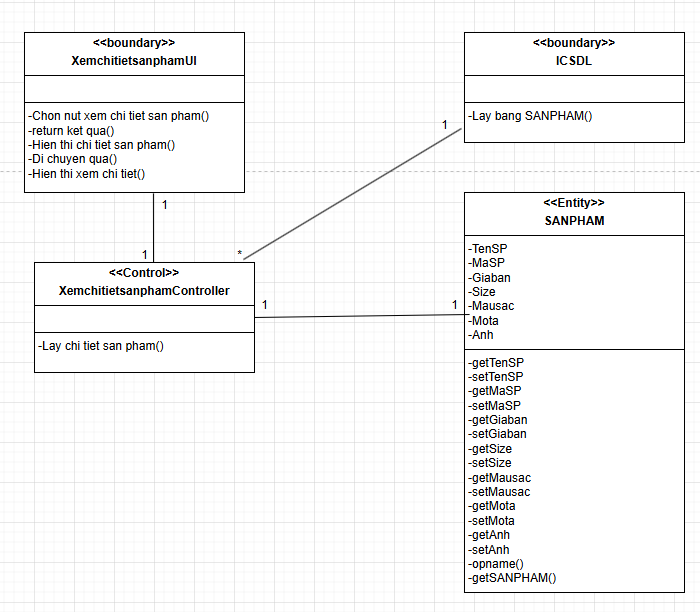 <<boundary>>
XemchitietsanphamUI
-Chon nut xem chi tiet san pham()
-return ket qua()
-Hien thi chi tiet san pham()
-Di chuyen qua()
-Hien thi xem chi tiet()
<<boundary>>
ICSDL
-Lay bang SANPHAM()
1
1
1
*
<<Control>>
XemchitietsanphamController
-Lay chi tiet san pham()
1
1
<<Entity>>
SANPHAM
-TenSP
-MaSP
-Giaban
-Size
-Mausac
-Mota
-Anh
-getTenSP
-setTenSP
-getMaSP
-setMaSP
-getGiaban
-setGiaban
-getSize
-setSize
-getMausac
-setMausac
-getMota
-setMota
-getAnh
-setAnh
-opname()
-getSANPHAM()